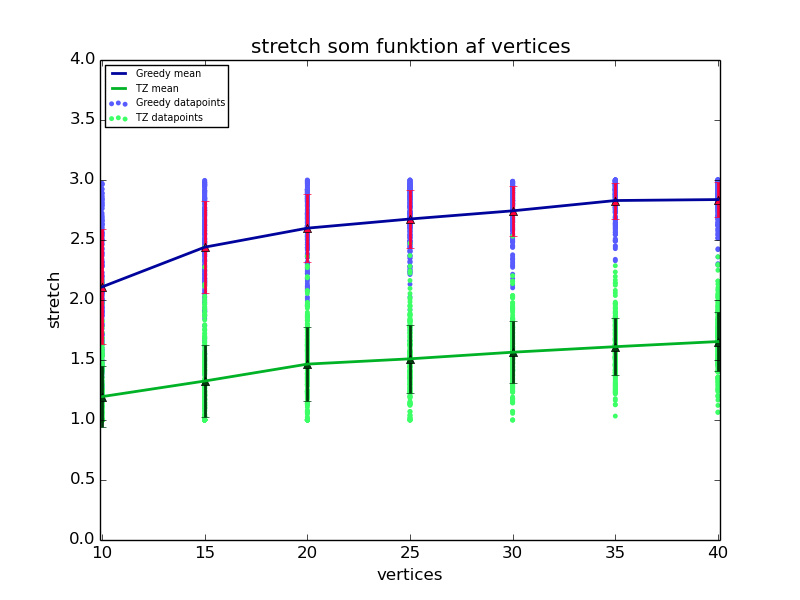 stretch som funktion af vertices
Greedy mean
TZ mean
Greedy datapoints
TZ datapoints
4.0
3.5
3.0
2.5
2.0
1.5
1.0
0.5
0.0
stretch
10 15 20 25 30 35 40
vertices